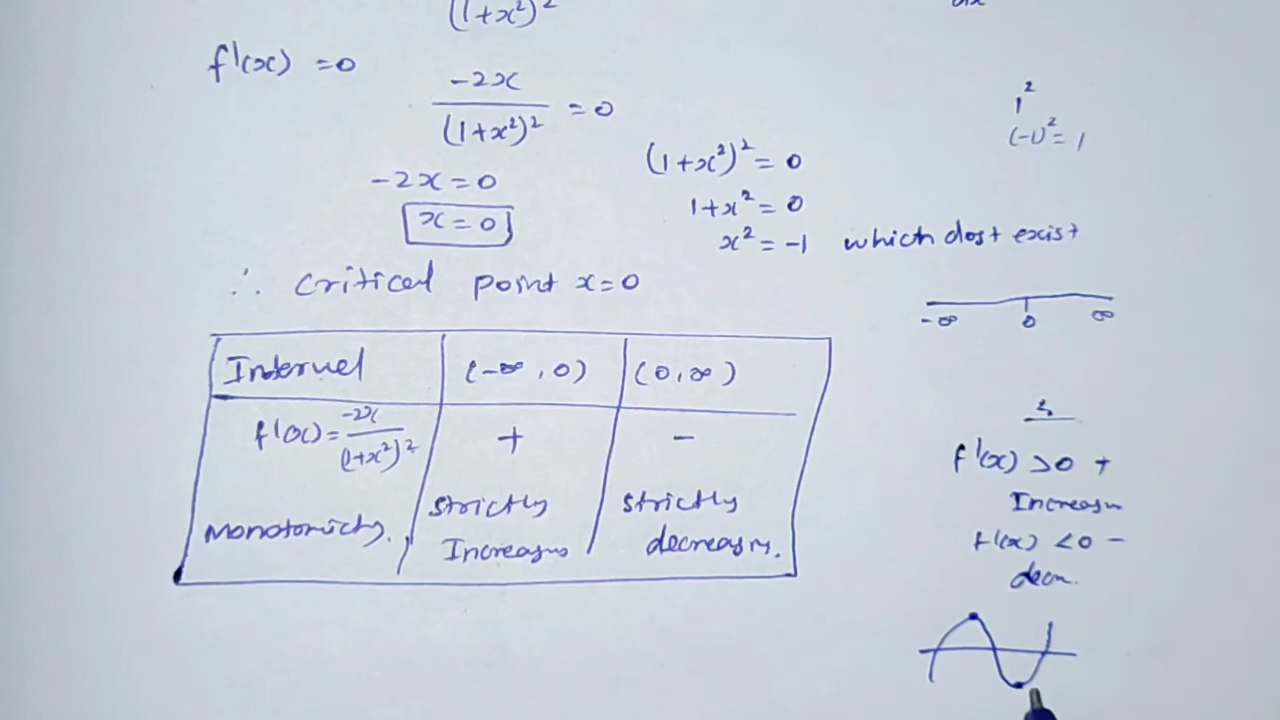 (1+x²)²
dx
f'(x) = 0
-2x / (1+x²)² = 0
1²
(-1)² = 1
-2x = 0
x = 0
(1+x²)² = 0
1+x² = 0
x² = -1 which dost exist
∴ critical point x=0
-∞ 0 ∞
Interval (-∞, 0) (0, ∞)
f'(x) = -2x / (1+x²)² + -
Monotonicity. strictly Increasing strictly decreasing.
f'(x) >0 +
Increasin
f'(x) <0 -
decr.